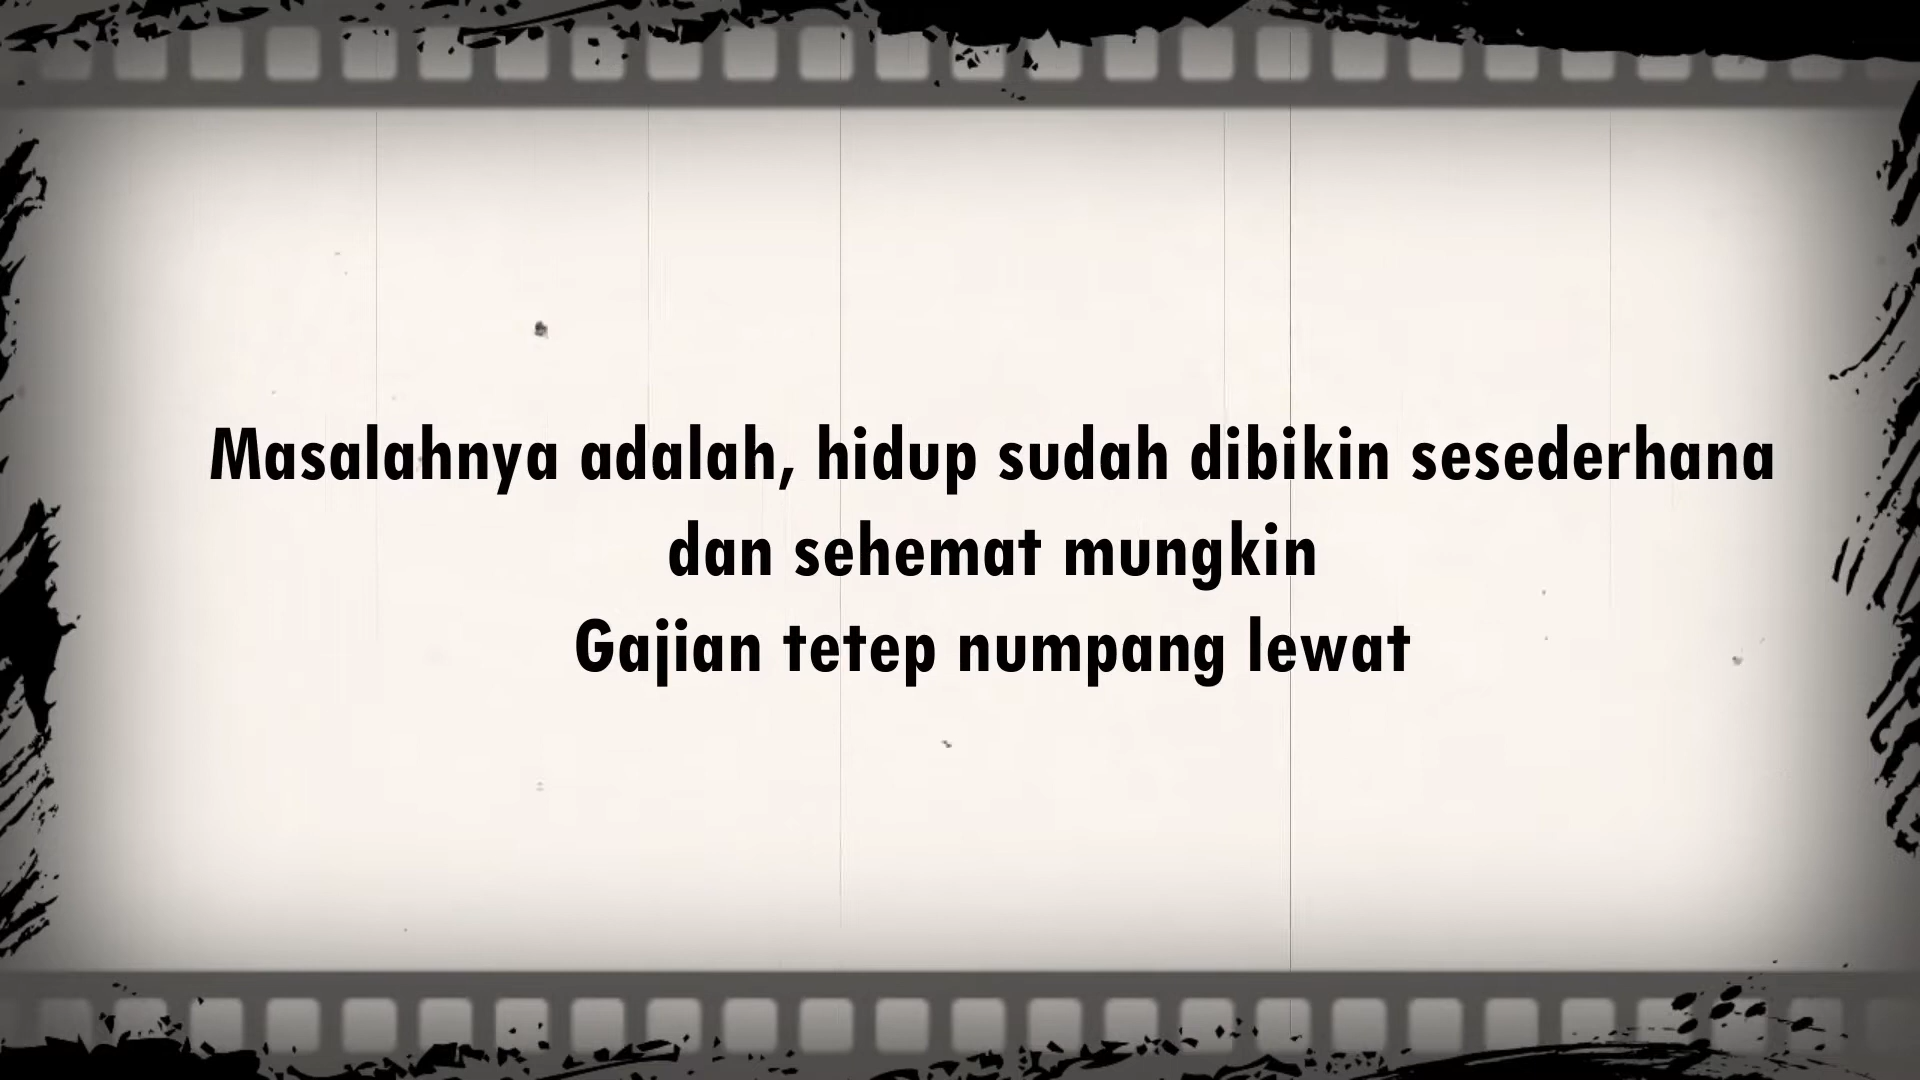 Masalahnya adalah, hidup sudah dibikin sesederhana
dan sehemat mungkin
Gajian tetep numpang lewat